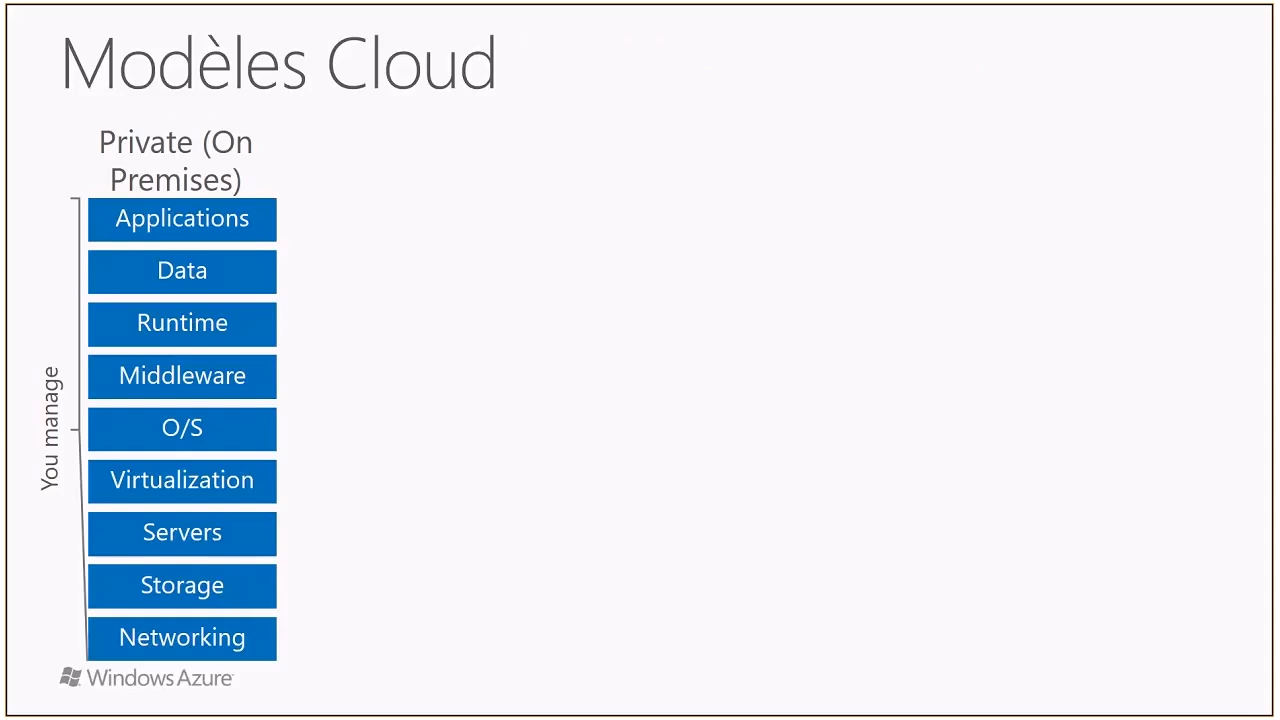 Modèles Cloud
Private (On
Premises)
Applications
Data
Runtime
Middleware
O/S
Virtualization
Servers
Storage
Networking
You manage
Windows Azure